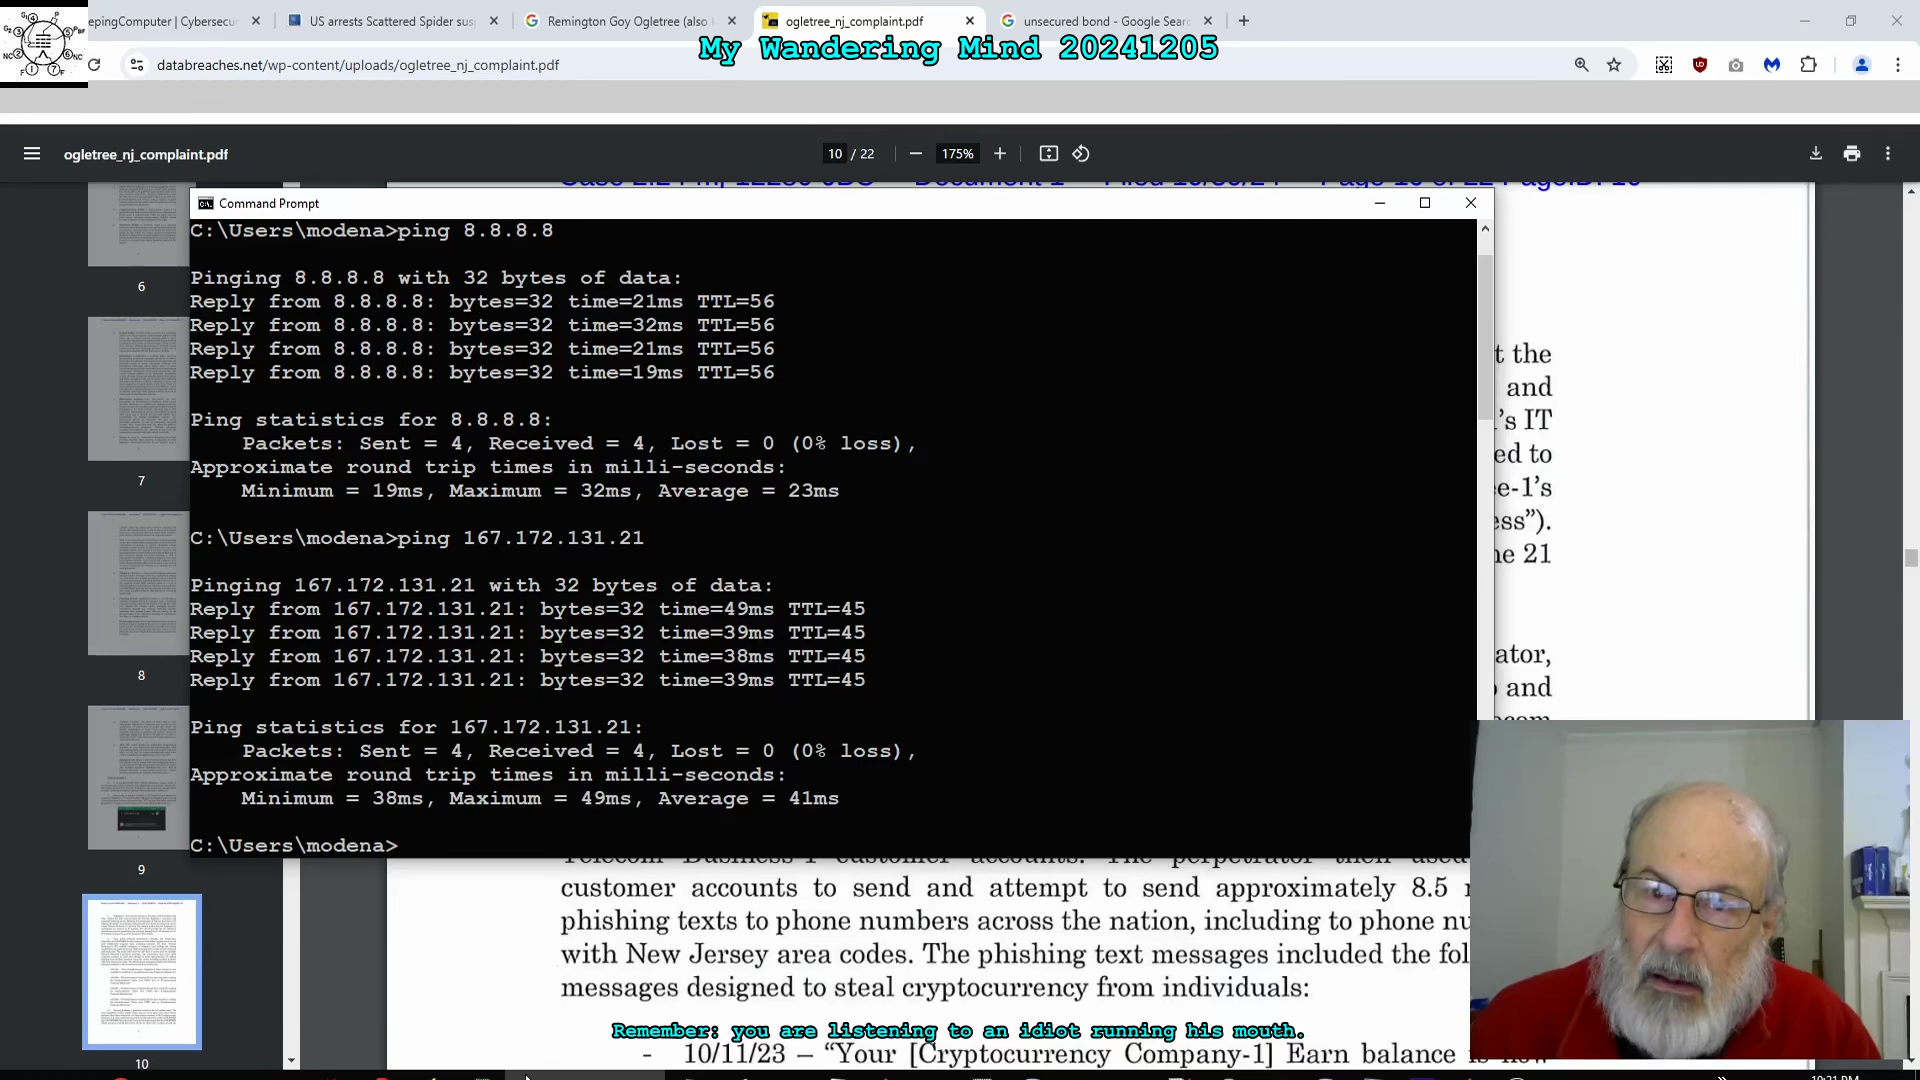 epingComputer | Cybersecur
US arrests Scattered Spider sus
Remington Goy Ogletree (also
ogletree_nj_complaint.pdf
unsecured bond - Google Searc
My Wandering Mind 20241205
databreaches.net/wp-content/uploads/ogletree_nj_complaint.pdf
ogletree_nj_complaint.pdf
10 / 22
175%
Command Prompt
C:\Users\modena>ping 8.8.8.8
Pinging 8.8.8.8 with 32 bytes of data:
Reply from 8.8.8.8: bytes=32 time=21ms TTL=56
Reply from 8.8.8.8: bytes=32 time=32ms TTL=56
Reply from 8.8.8.8: bytes=32 time=21ms TTL=56
Reply from 8.8.8.8: bytes=32 time=19ms TTL=56
Ping statistics for 8.8.8.8:
Packets: Sent = 4, Received = 4, Lost = 0 (0% loss),
Approximate round trip times in milli-seconds:
Minimum = 19ms, Maximum = 32ms, Average = 23ms
C:\Users\modena>ping 167.172.131.21
Pinging 167.172.131.21 with 32 bytes of data:
Reply from 167.172.131.21: bytes=32 time=49ms TTL=45
Reply from 167.172.131.21: bytes=32 time=39ms TTL=45
Reply from 167.172.131.21: bytes=32 time=38ms TTL=45
Reply from 167.172.131.21: bytes=32 time=39ms TTL=45
Ping statistics for 167.172.131.21:
Packets: Sent = 4, Received = 4, Lost = 0 (0% loss),
Approximate round trip times in milli-seconds:
Minimum = 38ms, Maximum = 49ms, Average = 41ms
C:\Users\modena>
6
7
8
9
10
t the
and
's IT
ed to
e-1's
ess”).
ne 21
ator,
and
customer accounts to send and attempt to send approximately 8.5
phishing texts to phone numbers across the nation, including to phone nu
with New Jersey area codes. The phishing text messages included the fol
messages designed to steal cryptocurrency from individuals:
Remember: you are listening to an idiot running his mouth.
- 10/11/23 – “Your [Cryptocurrency Company-1] Earn balance is now